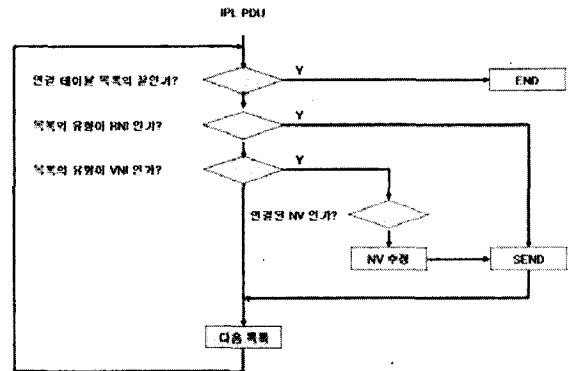 IPL PDU
연결 테이블 목록의 끝인가?
Y
END
목록의 유형이 RNI 인가?
Y
목록의 유형이 VNI 인가?
Y
연결된 NV 인가?
NV 수정
SEND
다음 목록